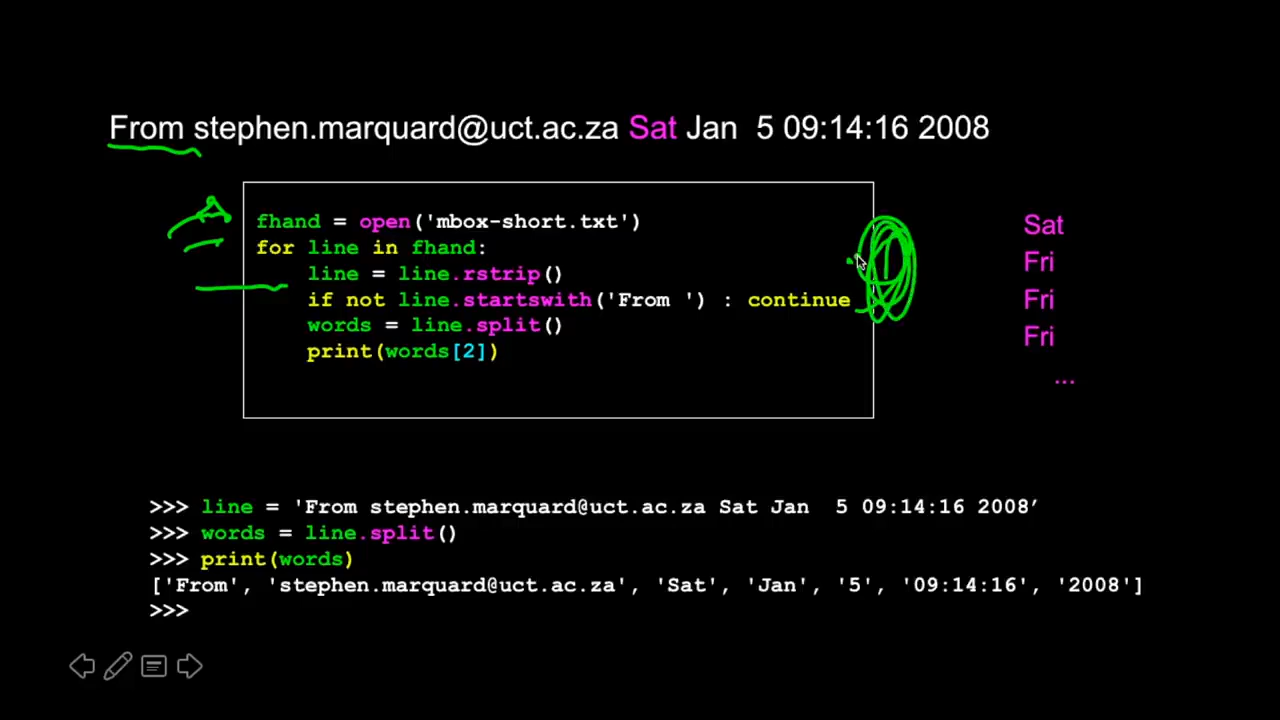 From stephen.marquard@uct.ac.za Sat Jan  5 09:14:16 2008
fhand = open('mbox-short.txt')
for line in fhand:
    line = line.rstrip()
    if not line.startswith('From ') : continue
    words = line.split()
    print(words[2])
Sat
Fri
Fri
Fri
...
>>> line = 'From stephen.marquard@uct.ac.za Sat Jan  5 09:14:16 2008’
>>> words = line.split()
>>> print(words)
['From', 'stephen.marquard@uct.ac.za', 'Sat', 'Jan', '5', '09:14:16', '2008']
>>>